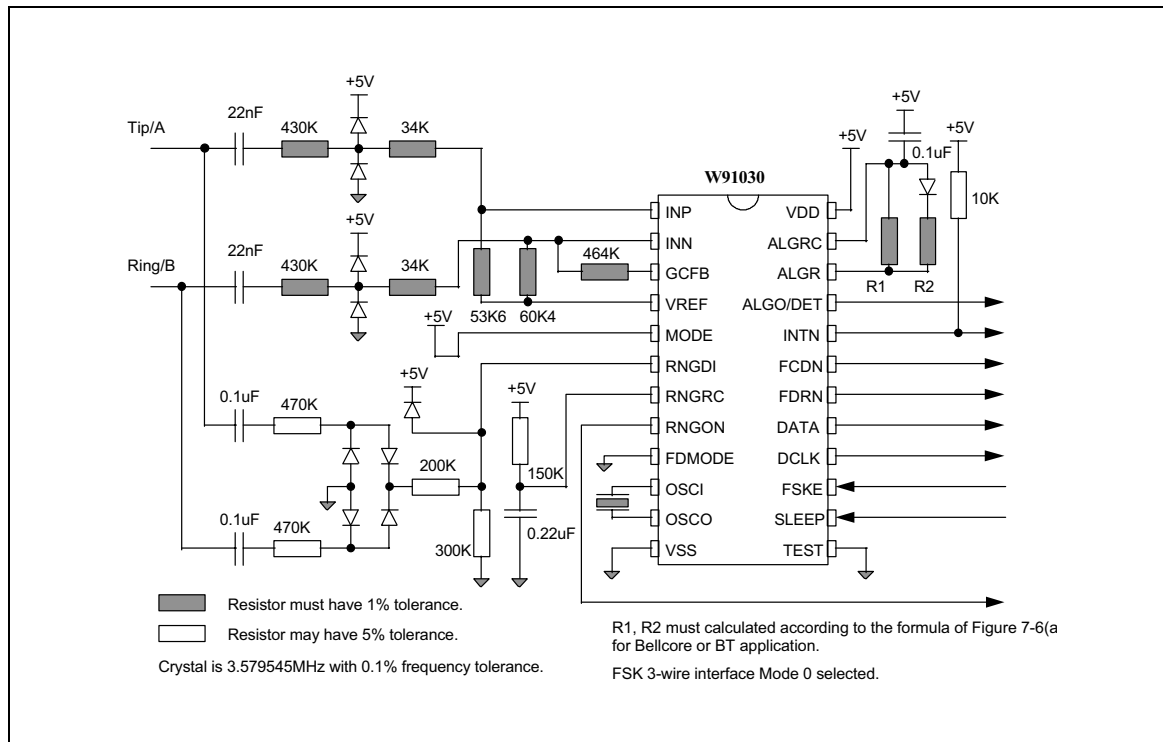 +5V
22nF
430K
34K
Tip/A
+5V
22nF
430K
34K
Ring/B
+5V
0.1uF
470K
+5V
200K
0.1uF
470K
300K
53K6
60K4
464K
+5V
150K
0.22uF
W91030
INP
INN
GCFB
VREF
MODE
RNGDI
RNGRC
RNGON
FDMODE
OSCI
OSCO
VSS
VDD
ALGRC
ALGR
ALGO/DET
INTN
FCDN
FDRN
DATA
DCLK
FSKE
SLEEP
TEST
+5V
+5V
0.1uF
+5V
10K
R1
R2
Resistor must have 1% tolerance.
Resistor may have 5% tolerance.
Crystal is 3.579545MHz with 0.1% frequency tolerance.
R1, R2 must calculated according to the formula of Figure 7-6(a
for Bellcore or BT application.
FSK 3-wire interface Mode 0 selected.